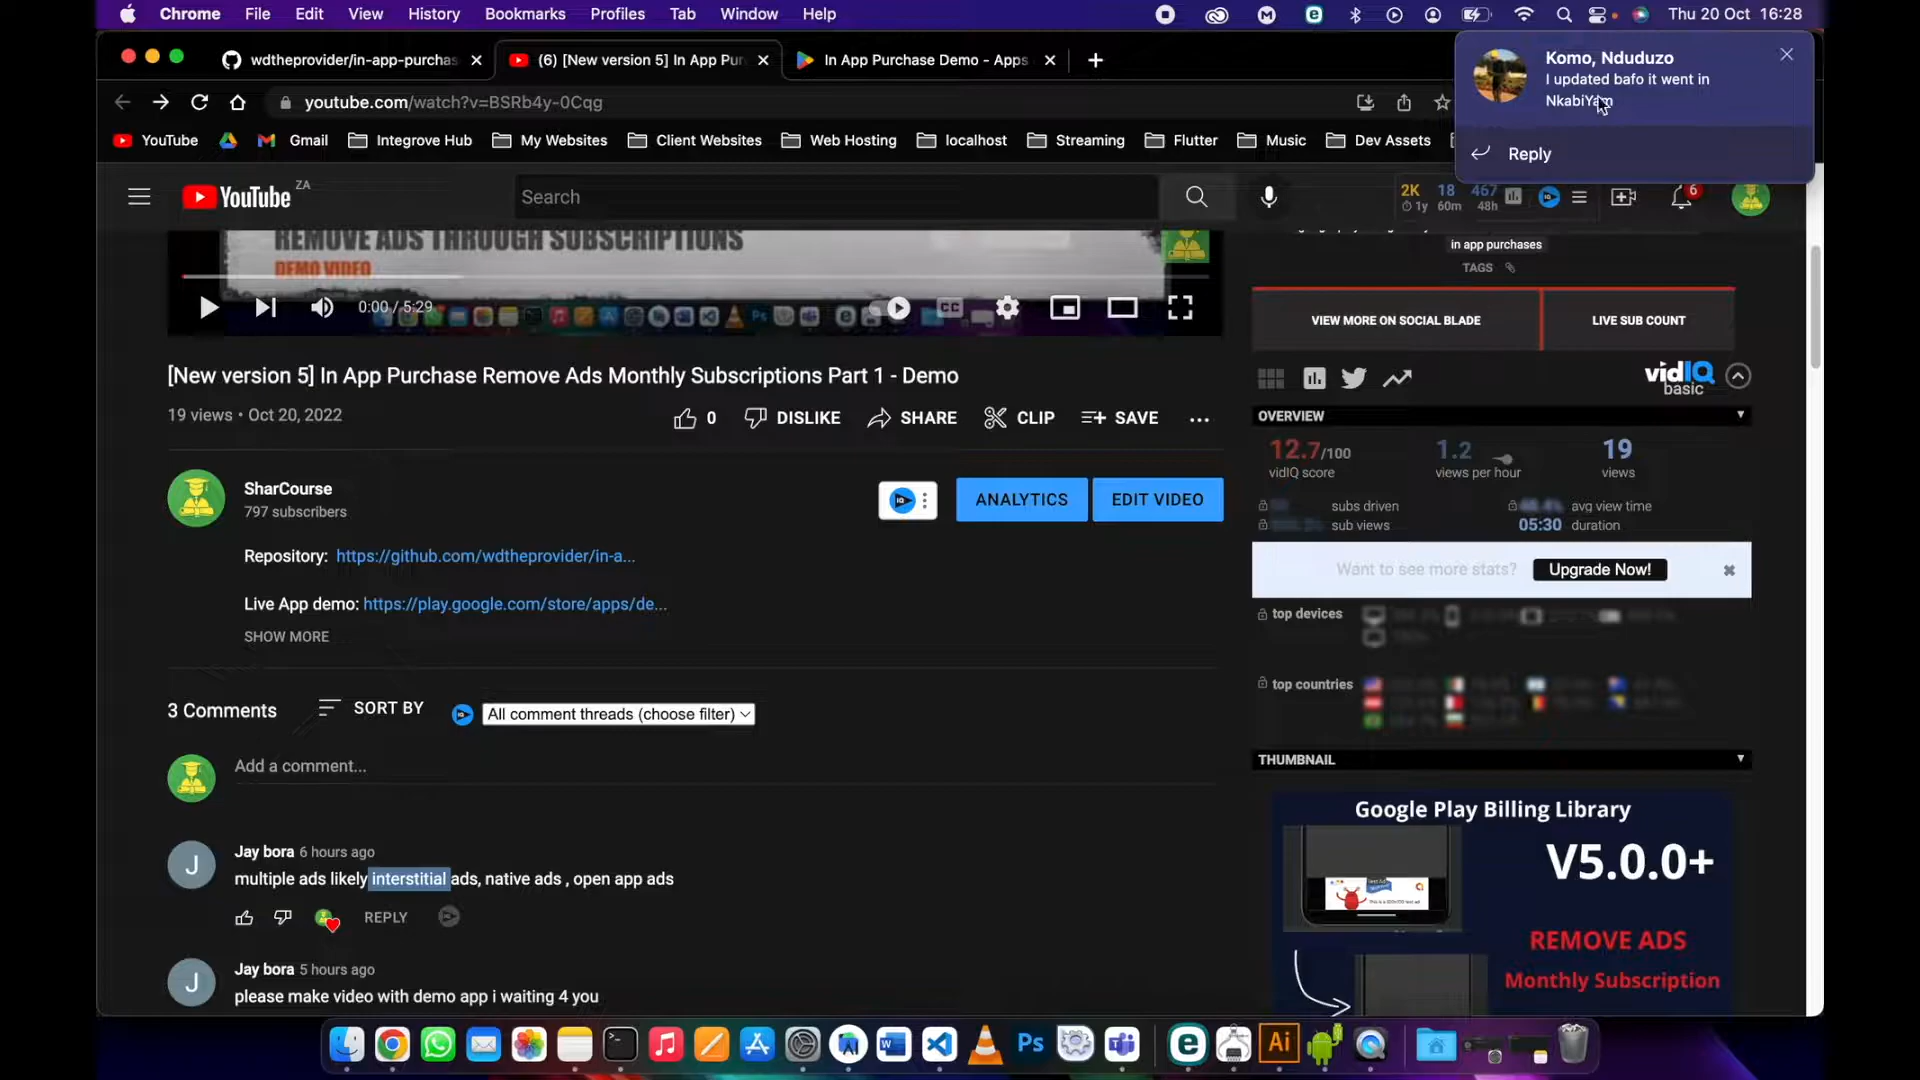 Chrome File Edit View History Bookmarks Profiles Tab Window Help Thu 20 Oct 16:28
wdtheprovider/in-app-purchas
(6) [New version 5] In App Pur
In App Purchase Demo - Apps
Komo, Nduduzo
I updated bafo it went in
NkabiYam
Reply
youtube.com/watch?v=BSRb4y-0Cqg
YouTube Gmail Integrove Hub My Websites Client Websites Web Hosting localhost Streaming Flutter Music Dev Assets
YouTube ZA
Search
2K 18 467
1y 60m 48h
6
REMOVE ADS THROUGH SUBSCRIPTIONS
DEMO VIDEO
0:00 / 5:29
CC
[New version 5] In App Purchase Remove Ads Monthly Subscriptions Part 1 - Demo
19 views • Oct 20, 2022
0 DISLIKE SHARE CLIP SAVE
SharCourse
797 subscribers
ANALYTICS
EDIT VIDEO
Repository: https://github.com/wdtheprovider/in-a...
Live App demo: https://play.google.com/store/apps/de...
SHOW MORE
3 Comments SORT BY All comment threads (choose filter)
Add a comment...
J
Jay bora 6 hours ago
multiple ads likely interstitial ads, native ads , open app ads
REPLY
J
Jay bora 5 hours ago
please make video with demo app i waiting 4 you
in app purchases
TAGS
VIEW MORE ON SOCIAL BLADE
LIVE SUB COUNT
vidIQ
basic
OVERVIEW
12.7/100 1.2 19
vidIQ score views per hour views
subs driven avg view time
sub views 05:30 duration
Want to see more stats? Upgrade Now!
top devices
top countries
THUMBNAIL
Google Play Billing Library
V5.0.0+
REMOVE ADS
Monthly Subscription
Ps
Ai